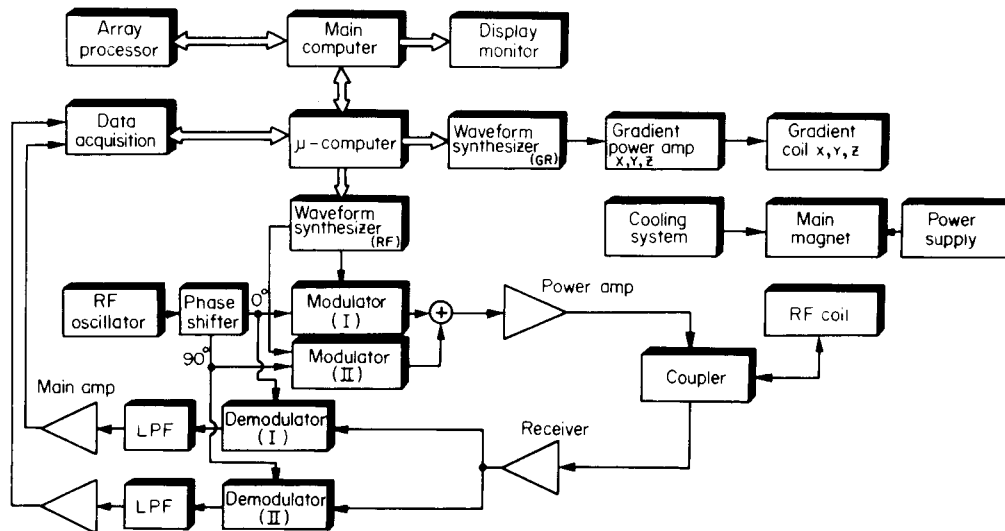 Array
processor
Main
computer
Display
monitor
Data
acquisition
μ-computer
Waveform
synthesizer
(GR)
Gradient
power amp
X,Y,Z
Gradient
coil X,Y,Z
Waveform
synthesizer
(RF)
Cooling
system
Main
magnet
Power
supply
RF
oscillator
Phase
shifter
0°
90°
Modulator
(I)
Modulator
(II)
+
Power amp
RF coil
Coupler
Main amp
LPF
Demodulator
(I)
Receiver
LPF
Demodulator
(II)